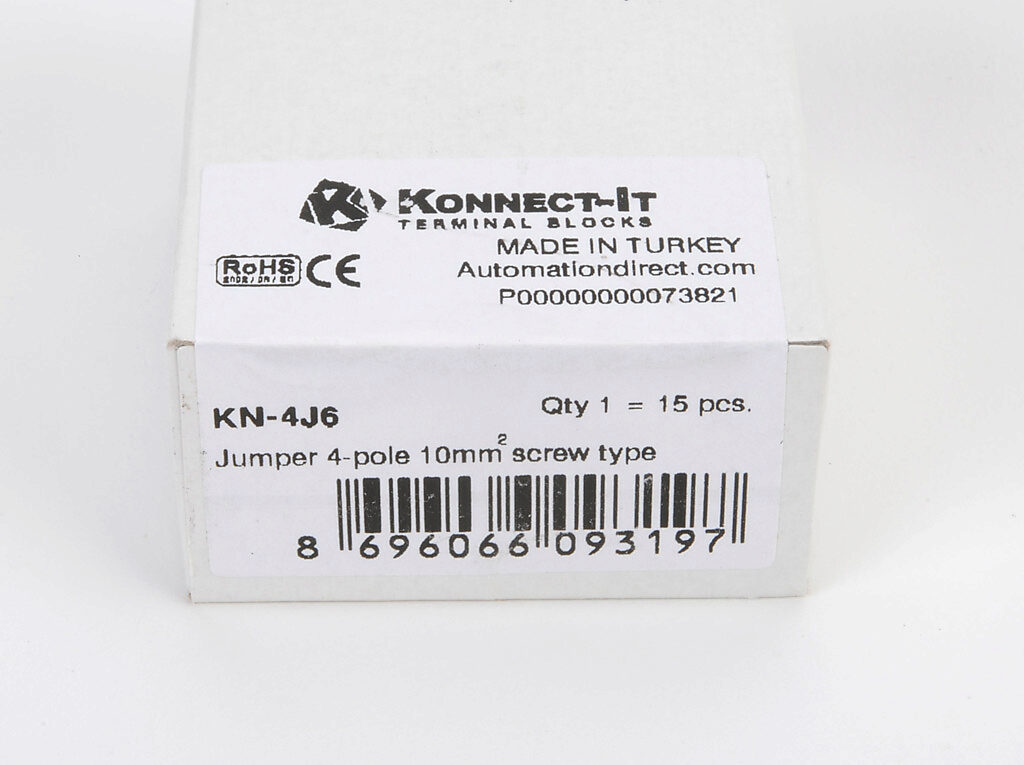 KONNECT-IT
TERMINAL BLOCKS
MADE IN TURKEY
RoHS
CE
Automationdirect.com
P00000000073821
KN-4J6
Qty 1 = 15 pcs.
Jumper 4-pole 10mm² screw type
8 696066 093197